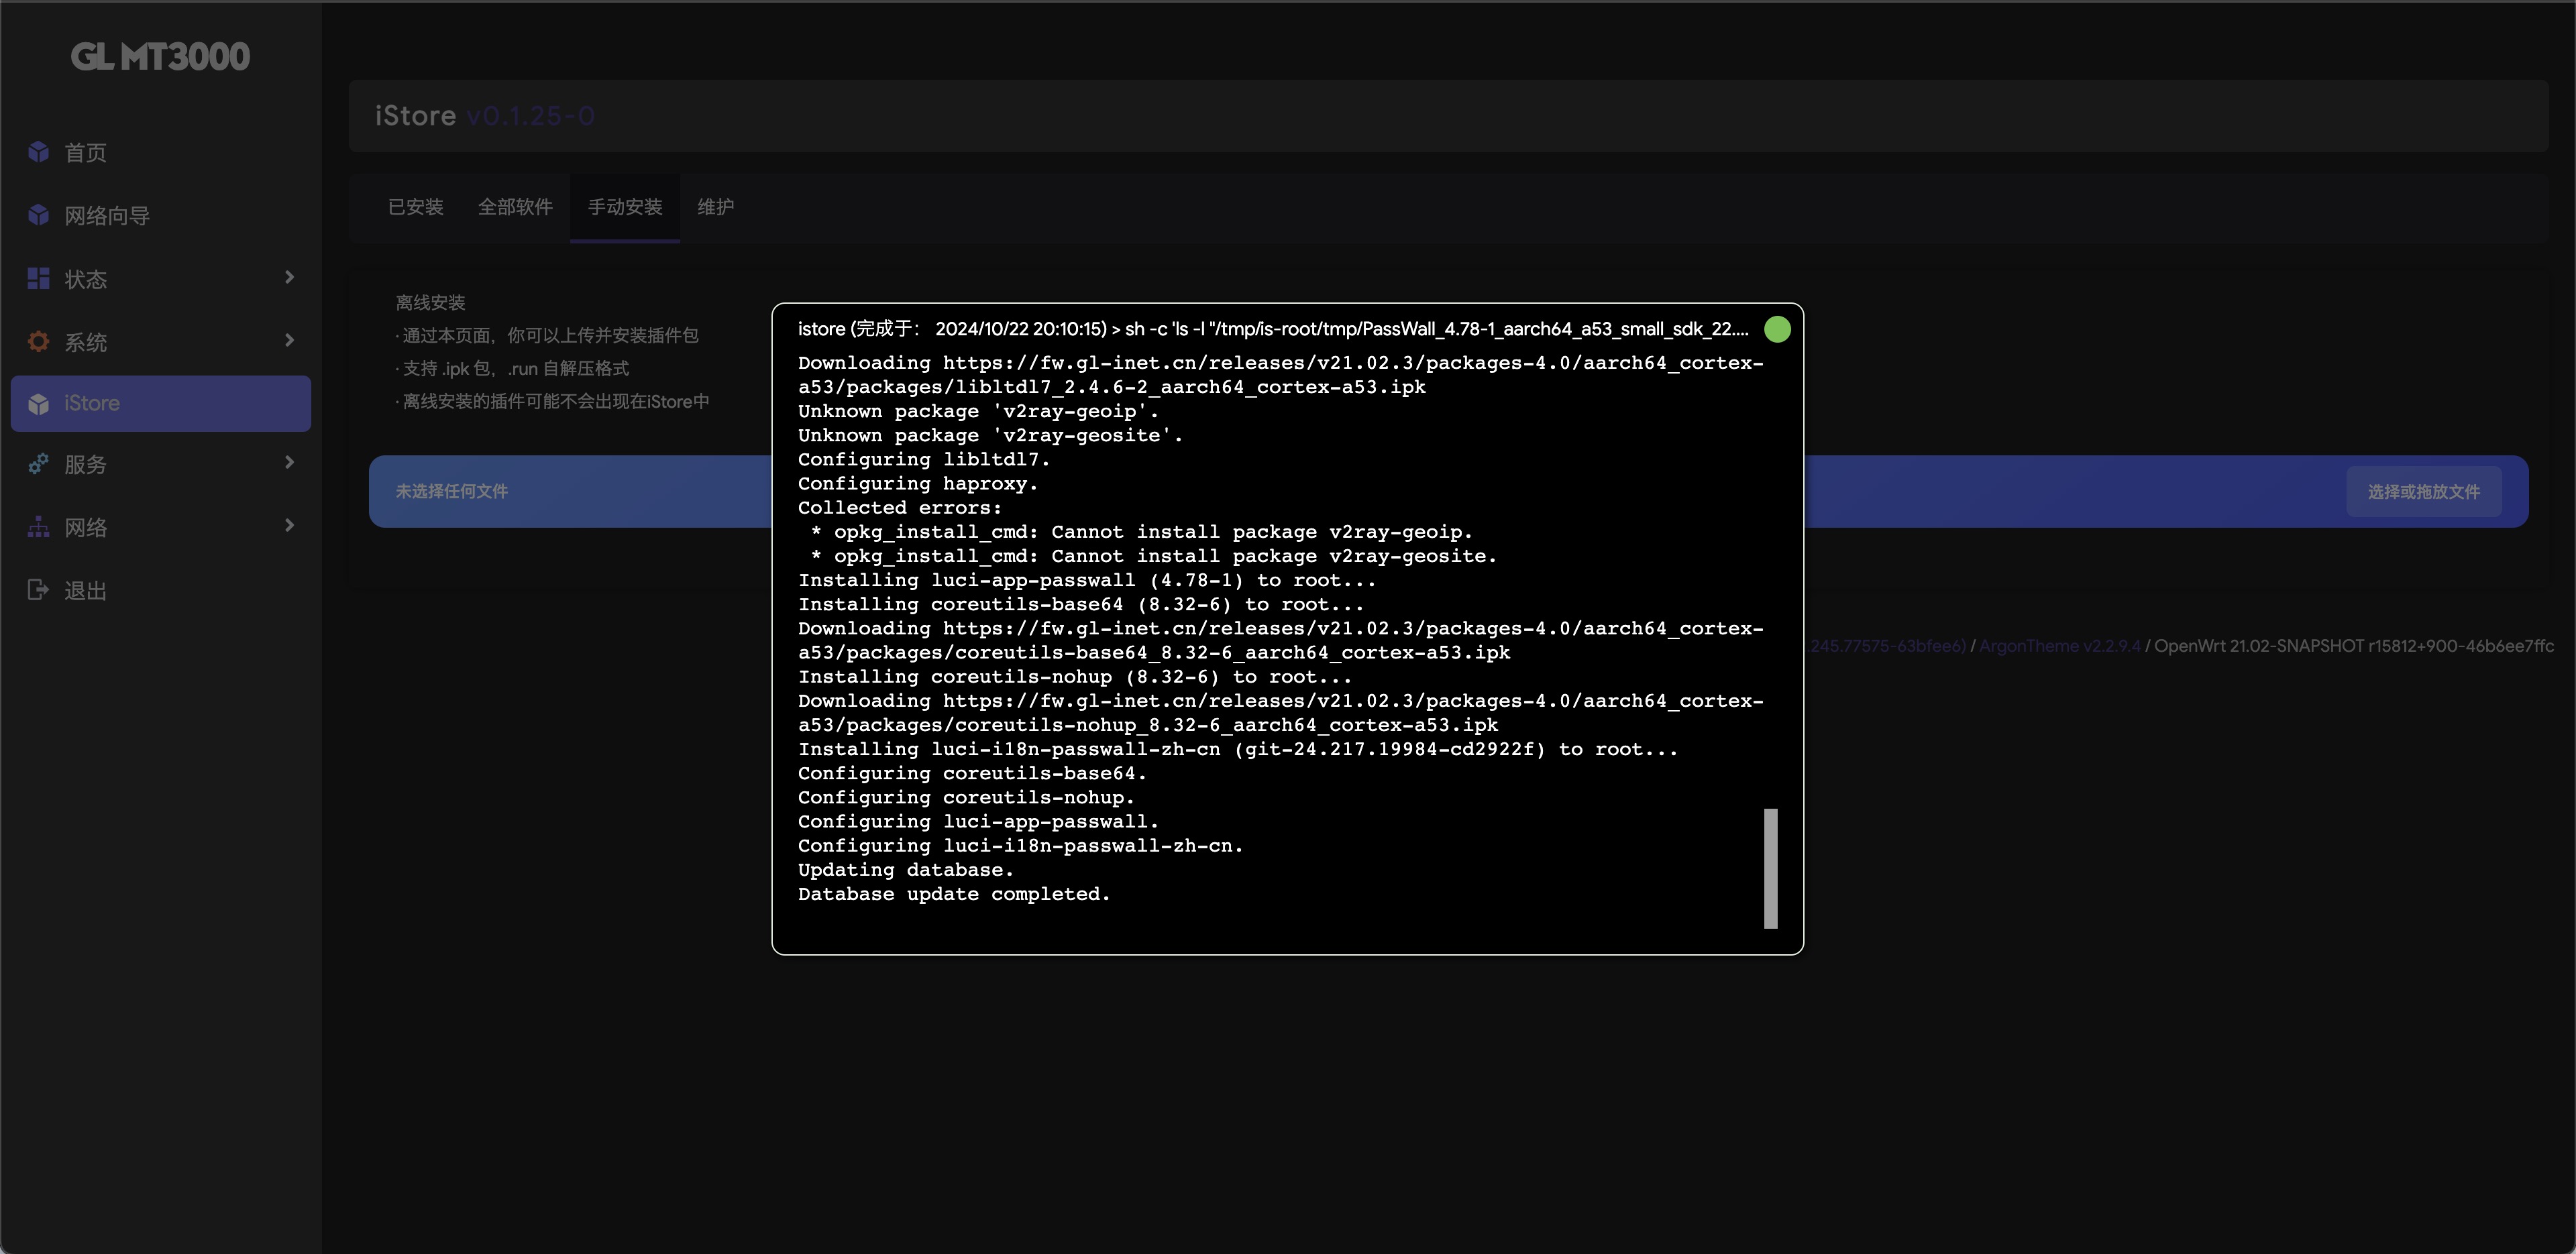 GL MT3000
首页
网络向导
状态
系统
iStore
服务
网络
退出
iStore v0.1.25-0
已安装 全部软件 手动安装 维护
离线安装
· 通过本页面，你可以上传并安装插件包
· 支持 .ipk 包，.run 自解压格式
· 离线安装的插件可能不会出现在iStore中
未选择任何文件
选择或拖放文件
istore (完成于： 2024/10/22 20:10:15) > sh -c 'ls -l "/tmp/is-root/tmp/PassWall_4.78-1_aarch64_a53_small_sdk_22....
Downloading https://fw.gl-inet.cn/releases/v21.02.3/packages-4.0/aarch64_cortex-
a53/packages/libltdl7_2.4.6-2_aarch64_cortex-a53.ipk
Unknown package 'v2ray-geoip'.
Unknown package 'v2ray-geosite'.
Configuring libltdl7.
Configuring haproxy.
Collected errors:
* opkg_install_cmd: Cannot install package v2ray-geoip.
* opkg_install_cmd: Cannot install package v2ray-geosite.
Installing luci-app-passwall (4.78-1) to root...
Installing coreutils-base64 (8.32-6) to root...
Downloading https://fw.gl-inet.cn/releases/v21.02.3/packages-4.0/aarch64_cortex-
a53/packages/coreutils-base64_8.32-6_aarch64_cortex-a53.ipk
Installing coreutils-nohup (8.32-6) to root...
Downloading https://fw.gl-inet.cn/releases/v21.02.3/packages-4.0/aarch64_cortex-
a53/packages/coreutils-nohup_8.32-6_aarch64_cortex-a53.ipk
Installing luci-i18n-passwall-zh-cn (git-24.217.19984-cd2922f) to root...
Configuring coreutils-base64.
Configuring coreutils-nohup.
Configuring luci-app-passwall.
Configuring luci-i18n-passwall-zh-cn.
Updating database.
Database update completed.
.245.77575-63bfee6) / ArgonTheme v2.2.9.4 / OpenWrt 21.02-SNAPSHOT r15812+900-46b6ee7ffc